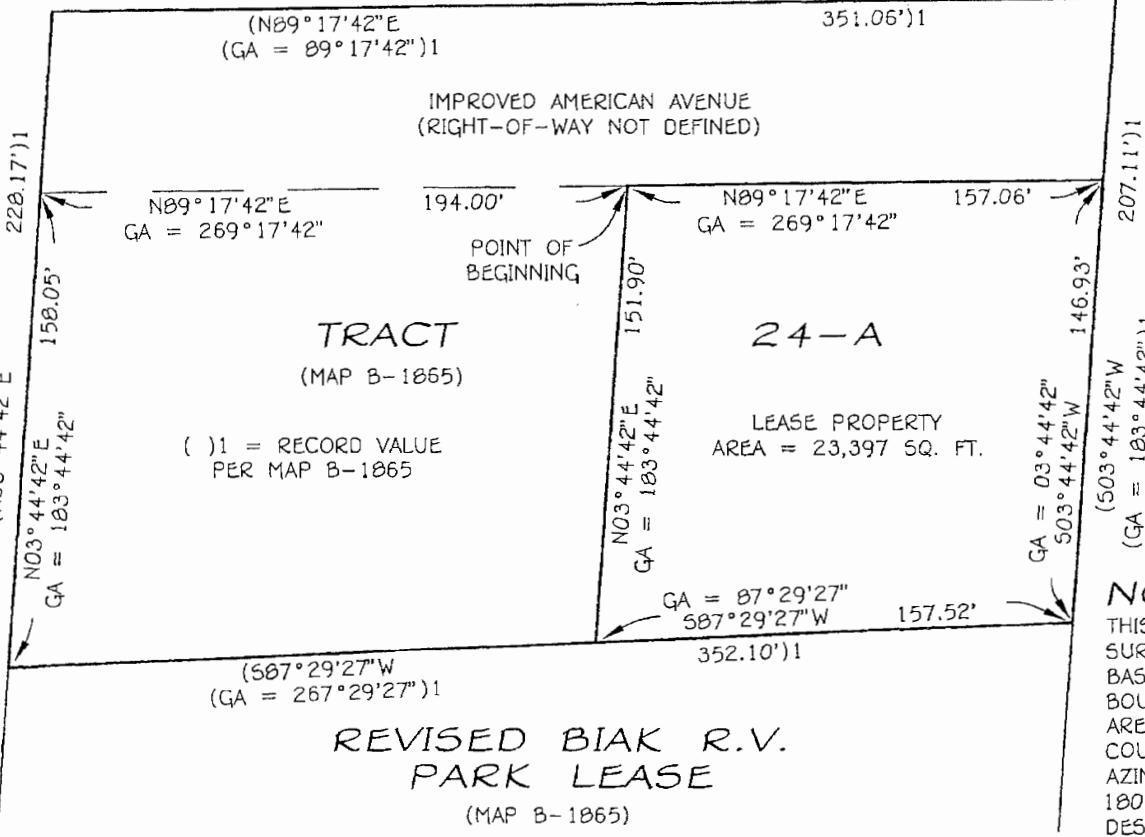 (N89°17'42"E
351.06')1
(GA = 89°17'42")1
IMPROVED AMERICAN AVENUE
(RIGHT-OF-WAY NOT DEFINED)
228.17')1
207.11')1
N89°17'42"E
194.00'
GA = 269°17'42"
N89°17'42"E
157.06'
GA = 269°17'42"
POINT OF
BEGINNING
158.05'
151.90'
146.93'
TRACT
(MAP B-1865)
24-A
( )1 = RECORD VALUE
PER MAP B-1865
LEASE PROPERTY
AREA = 23,397 SQ. FT.
N03°44'42"E
GA = 183°44'42"
N03°44'42"E
GA = 183°44'42"
GA = 03°44'42"
S03°44'42"W
(S03°44'42"W
(GA = 183°44'42")1
GA = 87°29'27"
S87°29'27"W
157.52'
(S87°29'27"W
352.10')1
(GA = 267°29'27")1
REVISED BIAK R.V.
PARK LEASE
(MAP B-1865)
THIS
SUR
BAS
BOU
ARE
COU
AZIM
180
DES